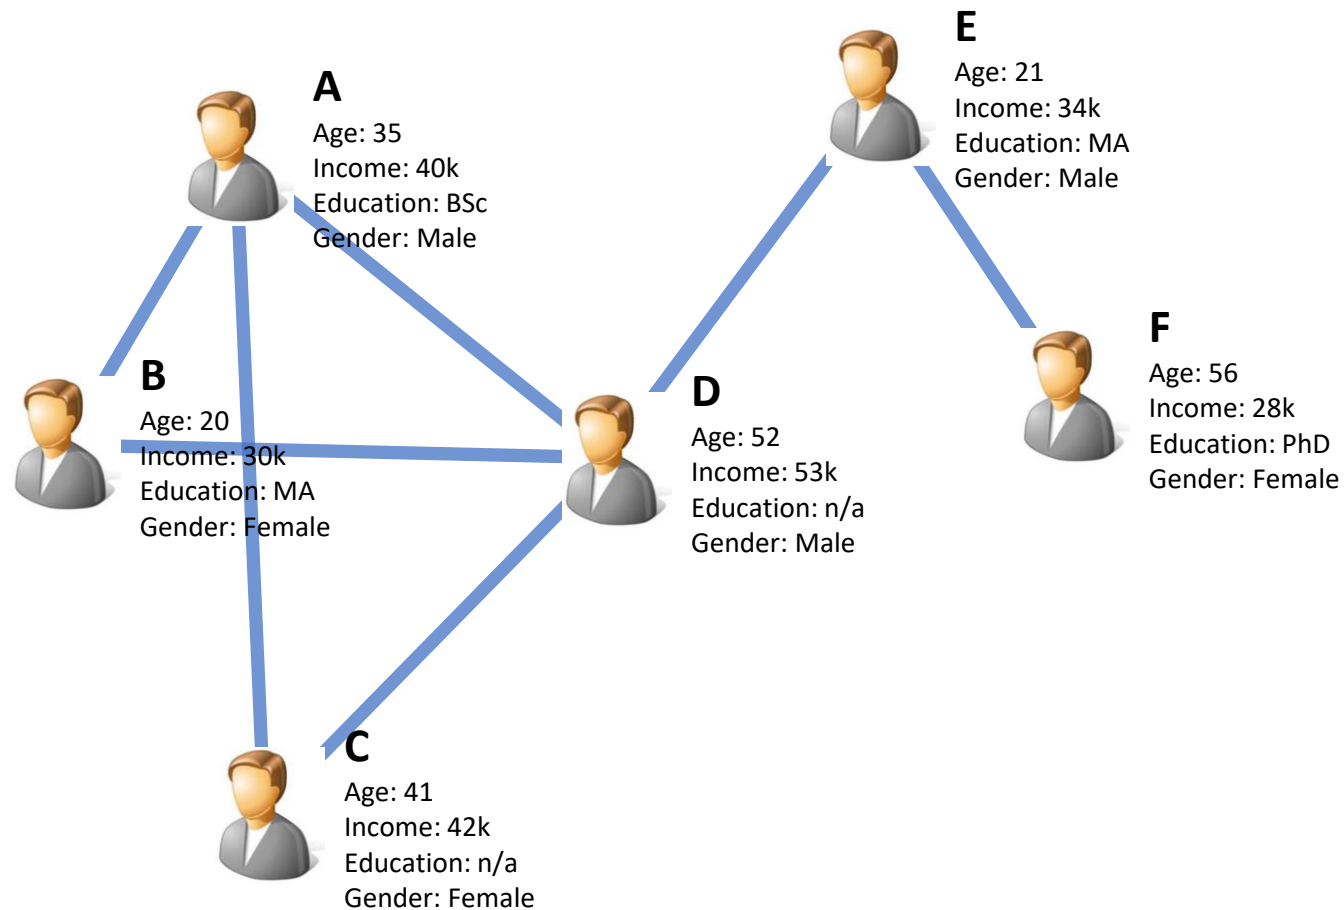 A
Age: 35
Income: 40k
Education: BSc
Gender: Male
B
Age: 20
Income: 30k
Education: MA
Gender: Female
C
Age: 41
Income: 42k
Education: n/a
Gender: Female
D
Age: 52
Income: 53k
Education: n/a
Gender: Male
E
Age: 21
Income: 34k
Education: MA
Gender: Male
F
Age: 56
Income: 28k
Education: PhD
Gender: Female